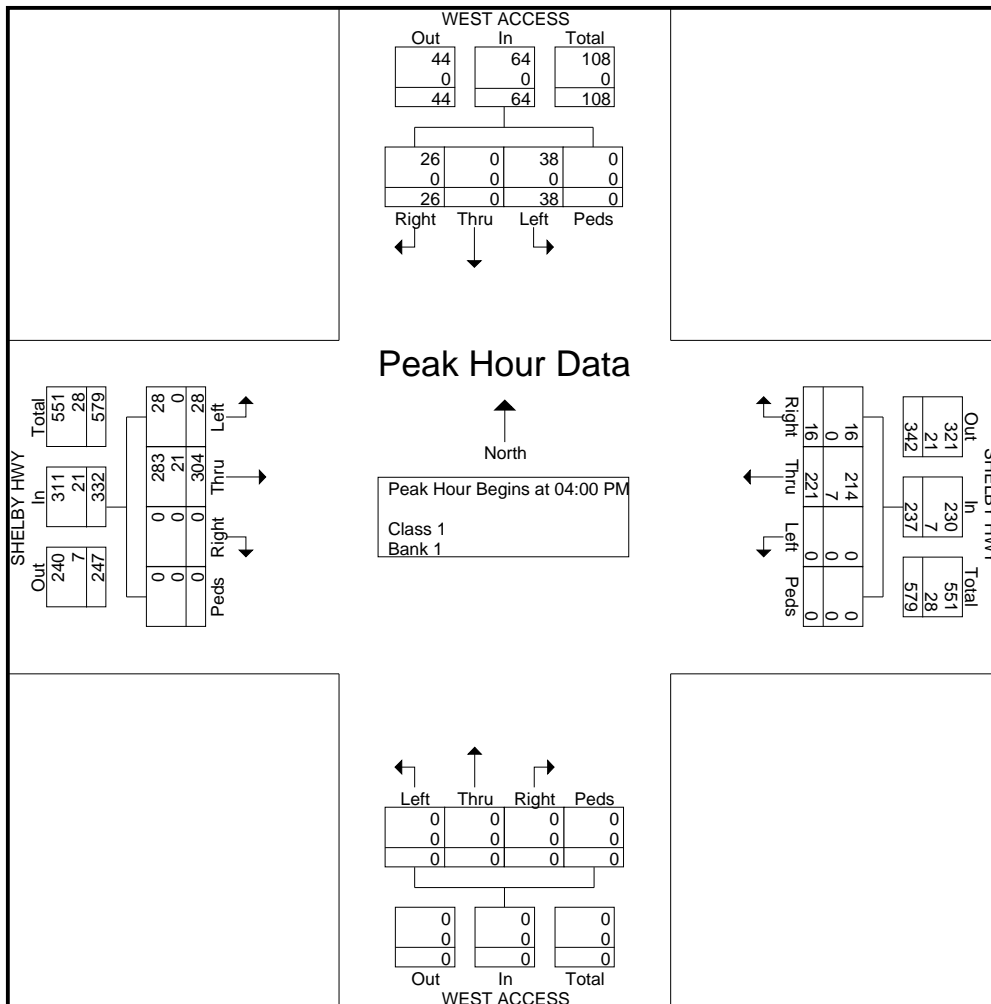 WEST ACCESS
Out In Total
44 64 108
0 0 0
44 64 108
26 0 38 0
0 0 0 0
26 0 38 0
Right Thru Left Peds
Peak Hour Data
North
Peak Hour Begins at 04:00 PM
Class 1
Bank 1
SHELBY HWY
Out In Total
240 311 551
7 21 28
247 332 579
0 0 283 28
0 0 21 0
0 0 304 28
Peds Right Thru Left
SHELBY HWY
Out In Total
321 230 551
21 7 28
342 237 579
16 214 0 0
0 7 0 0
16 221 0 0
Right Thru Left Peds
Left Thru Right Peds
0 0 0 0
0 0 0 0
0 0 0 0
0 0 0
0 0 0
0 0 0
Out In Total
WEST ACCESS